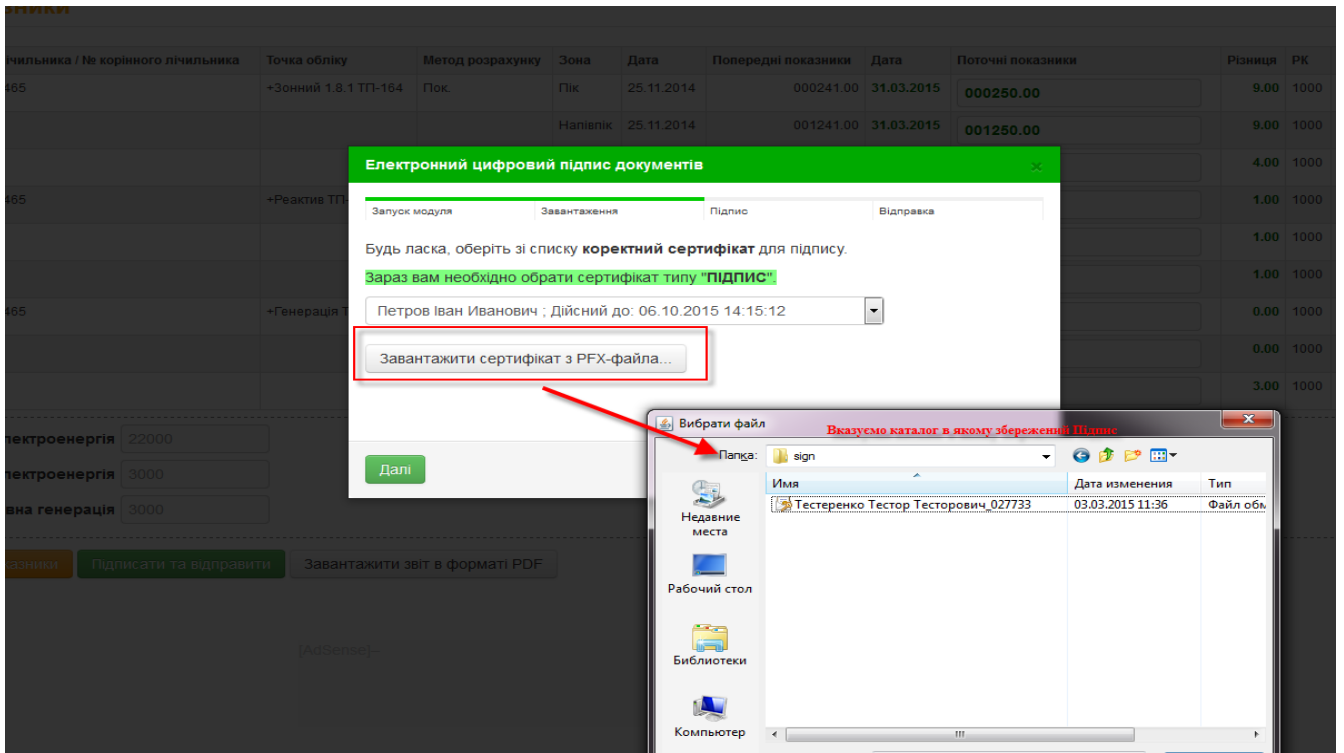 ЗНИКИ
ічильника / № корінного лічильника Точка обліку Метод розрахунку Зона Дата Попередні показники Дата Поточні показники Різниця РК
465 +Зонний 1.8.1 ТП-164 Пок. Пік 25.11.2014 000241.00 31.03.2015 000250.00 9.00 1000
Напівпік 25.11.2014 001241.00 31.03.2015 001250.00 9.00 1000
Електронний цифровий підпис документів ×
4.00 1000
465 +Реактив ТП- 1.00 1000
Запуск модуля Завантаження Підпис Відправка
1.00 1000
Будь ласка, оберіть зі списку коректний сертифікат для підпису.
Зараз вам необхідно обрати сертифікат типу "ПІДПИС".
1.00 1000
465 +Генерація Т 0.00 1000
Петров Іван Иванович ; Дійсний до: 06.10.2015 14:15:12
0.00 1000
Завантажити сертифікат з PFX-файла...
3.00 1000
Вибрати файл
Вказуємо каталог в якому збережений Підпис
лектроенергія 22000
Папка: sign
Далі
лектроенергія 3000
Имя Дата изменения Тип
Тестеренко Тестор Тесторович_027733 03.03.2015 11:36 Файл обм
вна генерація 3000
Недавние
места
казники Підписати та відправити Завантажити звіт в форматі PDF
Рабочий стол
[AdSense]--
Библиотеки
Компьютер